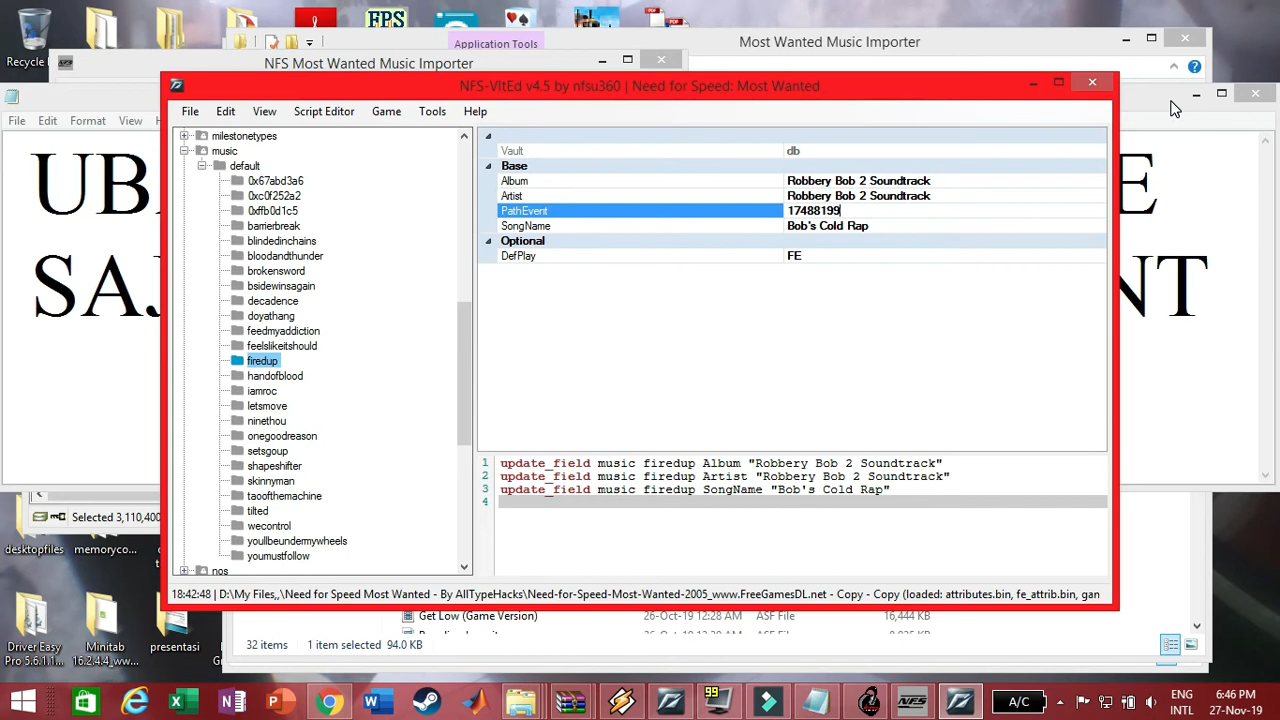 FPS
Recycle
Application Tools
Most Wanted Music Importer
NFS Most Wanted Music Importer
NFS-VltEd v4.5 by nfsu360 | Need for Speed: Most Wanted
File Edit View Script Editor Game Tools Help
File Edit Format View
UB
E
SAJ
NT
milestonetypes
music
default
0x67abd3a6
0xc0f252a2
0xffb0d1c5
barrierbreak
blindedinchains
bloodandthunder
brokensword
bsidewinsagain
decadence
doyathang
feedmyaddiction
feelslikeitshould
firedup
handofblood
iamroc
letsmove
ninethou
onegoodreason
setsgoup
shapeshifter
skinnyman
taoofthemachine
tilted
wecontrol
youllbeundermywheels
youmustfollow
nos
Vault db
Base
Album Robbery Bob 2 Soundtrack
Artist Robbery Bob 2 Soundtrack
PathEvent 17488199
SongName Bob's Cold Rap
Optional
DefPlay FE
1 update_field music firedup Album "Robbery Bob 2 Soundtrack"
2 update_field music firedup Artist "Robbery Bob 2 Soundtrack"
3 update_field music firedup SongName "Bob's Cold Rap"
4
18:42:48 | D:\My Files,,\Need for Speed Most Wanted - By AllTypeHacks\Need-for-Speed-Most-Wanted-2005_www.FreeGamesDL.net - Copy - Copy (loaded: attributes.bin, fe_attrib.bin, gan
Selected 3,110,400
desktopfiles
memoryco...
Get Low (Game Version) 26-Oct-19 12:28 AM ASF File 16,444 KB
32 items 1 item selected 94.0 KB
Driver Easy
Pro 5.6.1.1...
Minitab
16.2.4.4_ww...
presentasi
99
A/C
ENG
INTL
6:46 PM
27-Nov-19